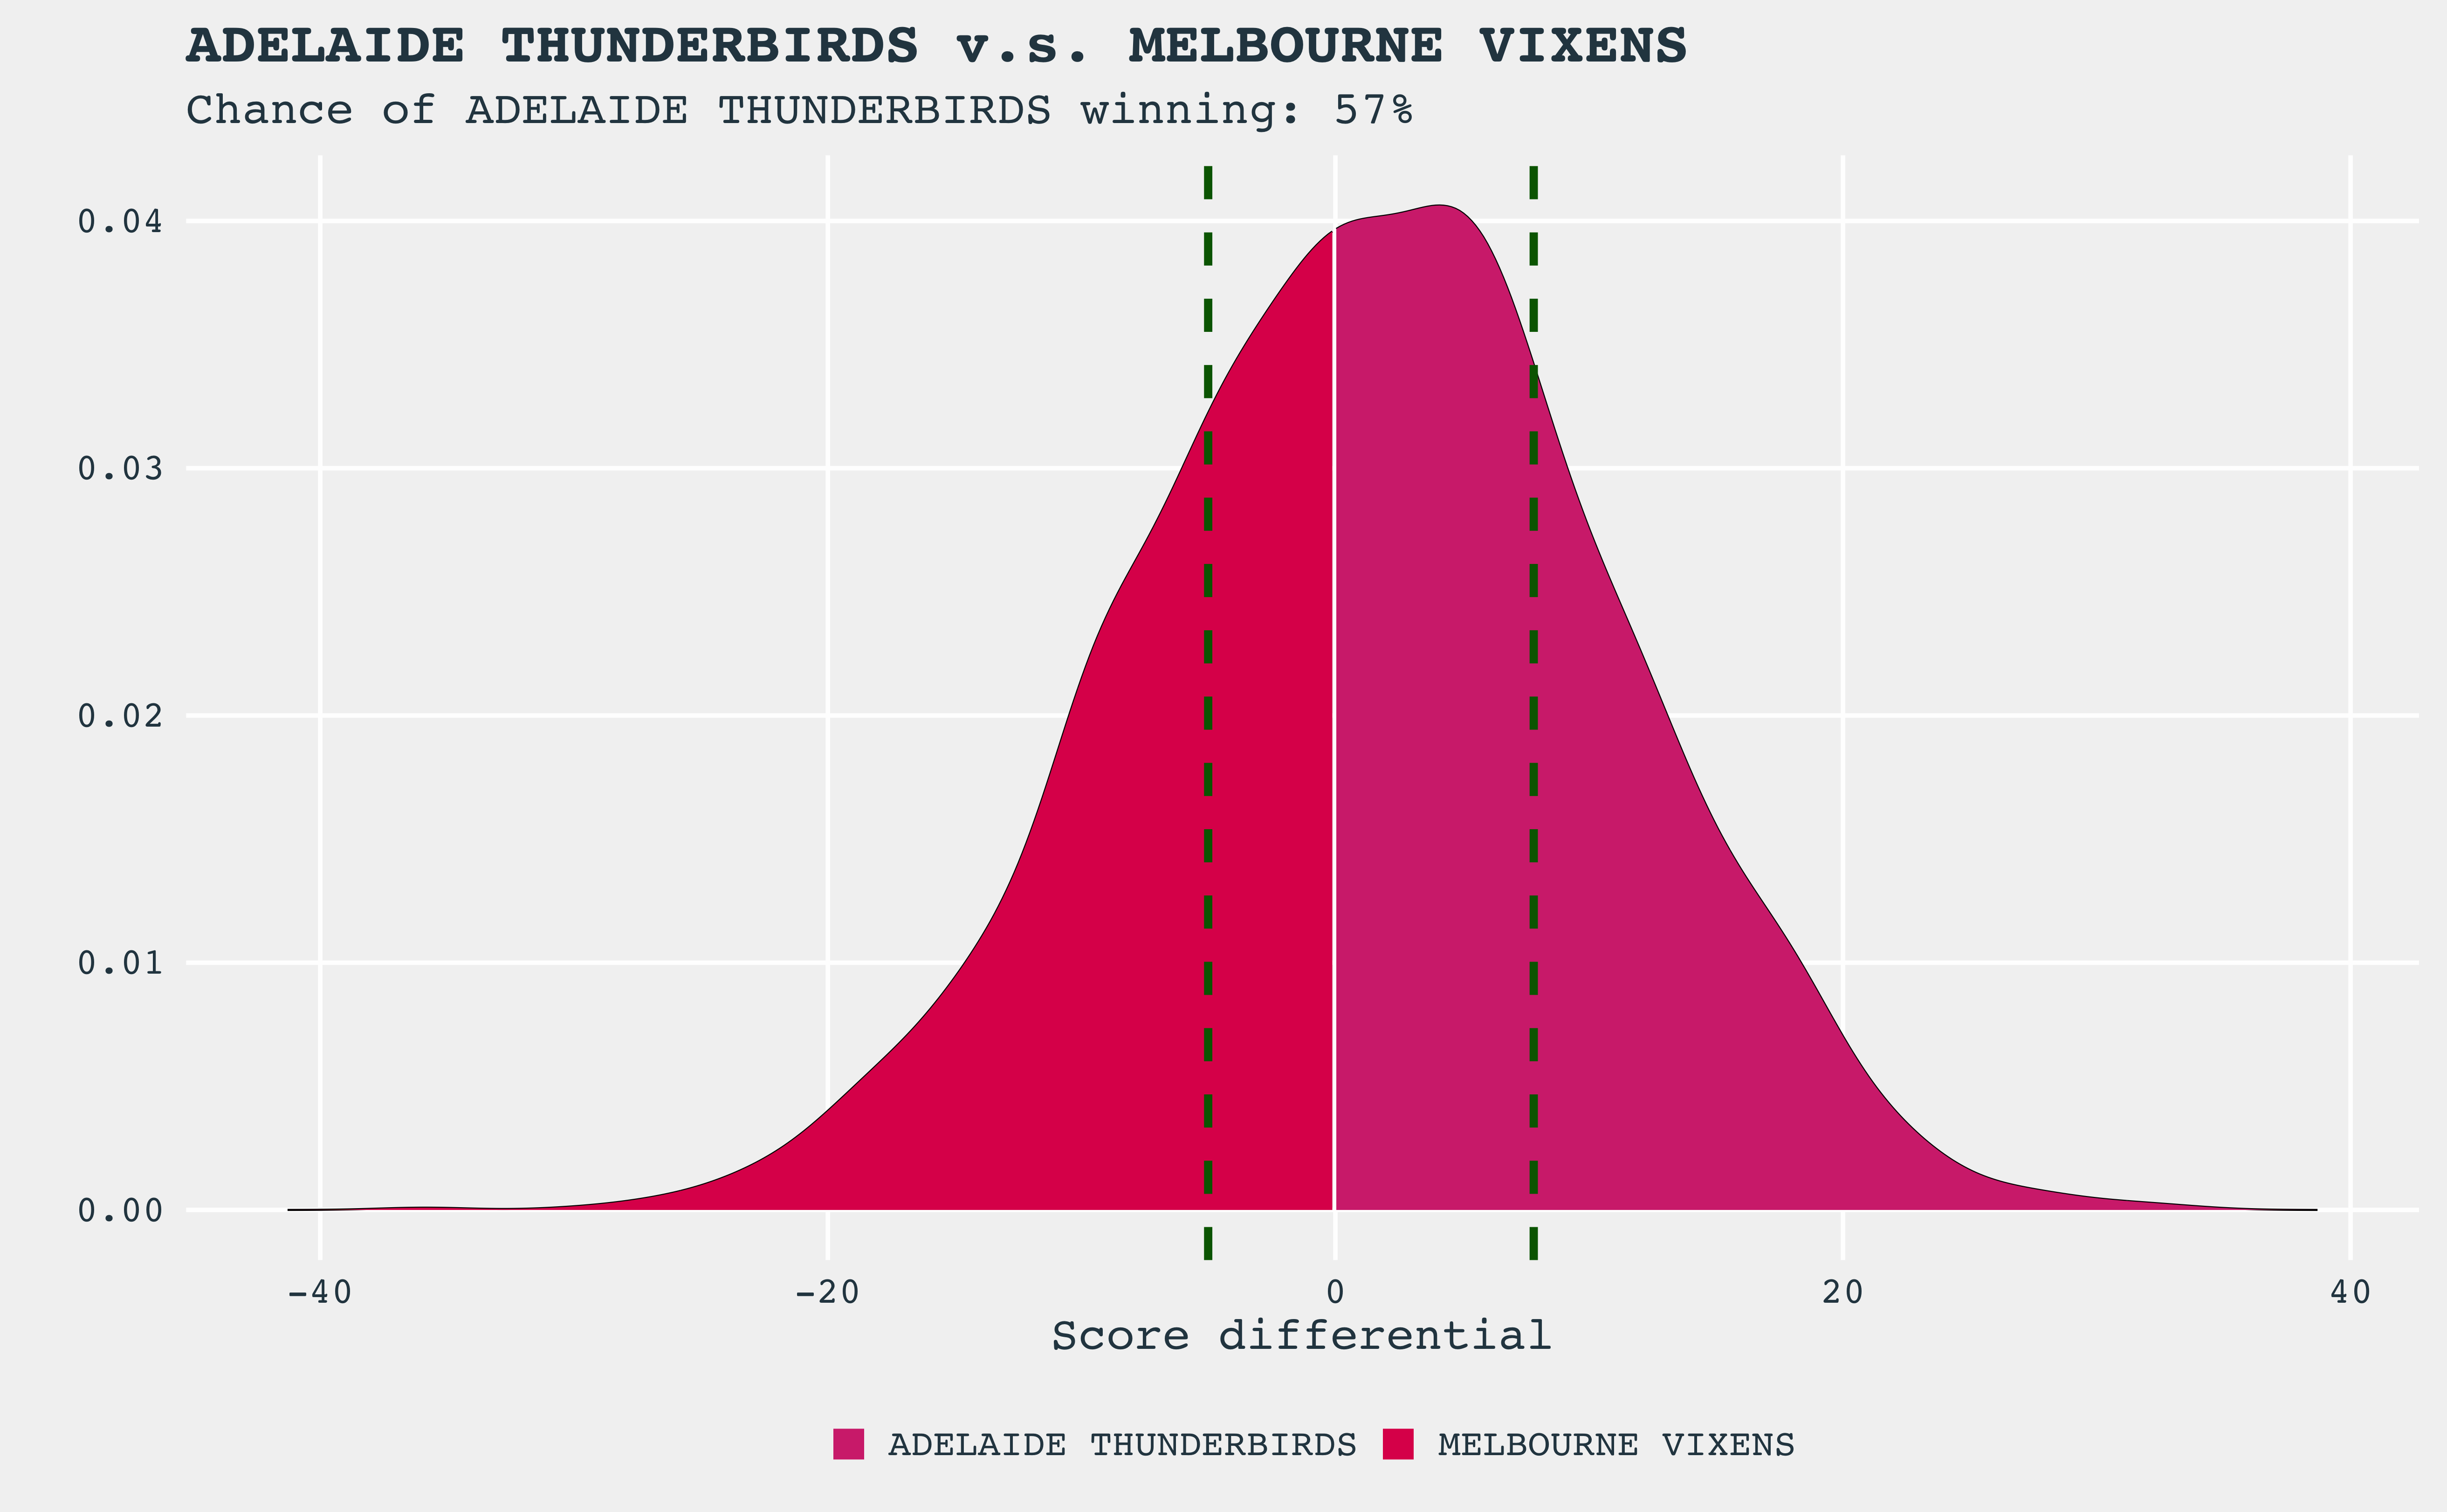 ADELAIDE THUNDERBIRDS v.s. MELBOURNE VIXENS
Chance of ADELAIDE THUNDERBIRDS winning: 57%
0.04
0.03
0.02
0.01
0.00
-40 -20 0 20 40
Score differential
ADELAIDE THUNDERBIRDS MELBOURNE VIXENS